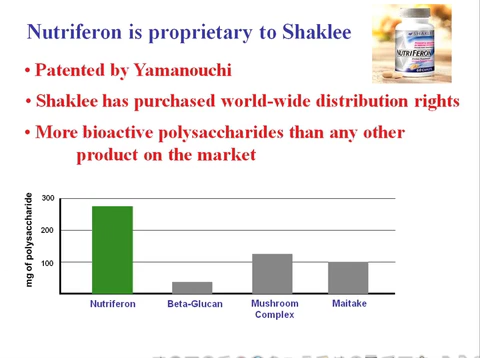 Nutriferon is proprietary to Shaklee
NUTRIFERON
• Patented by Yamanouchi
• Shaklee has purchased world-wide distribution rights
• More bioactive polysaccharides than any other
product on the market
mg of polysaccharide
300
200
100
Nutriferon
Beta-Glucan
Mushroom
Complex
Maitake